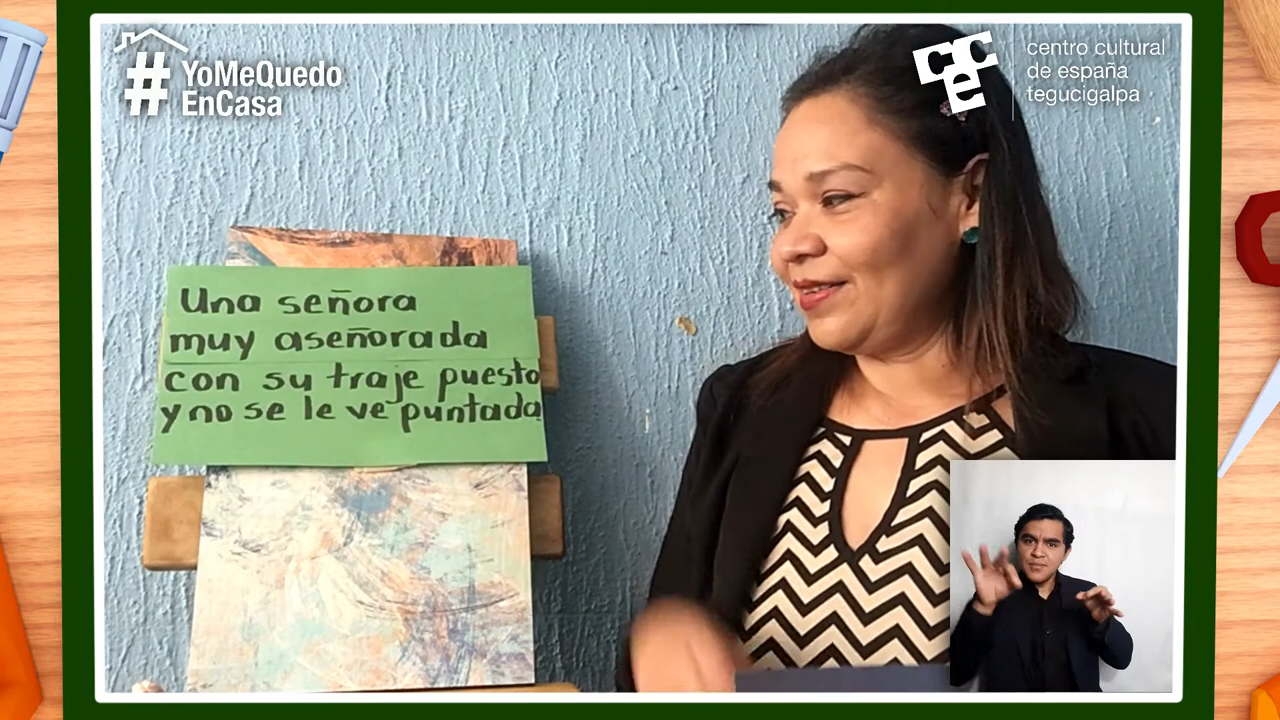 #YoMeQuedo
EnCasa
cce
centro cultural
de españa
tegucigalpa
Una señora
muy aseñorada
con su traje puesto
y no se le ve puntada